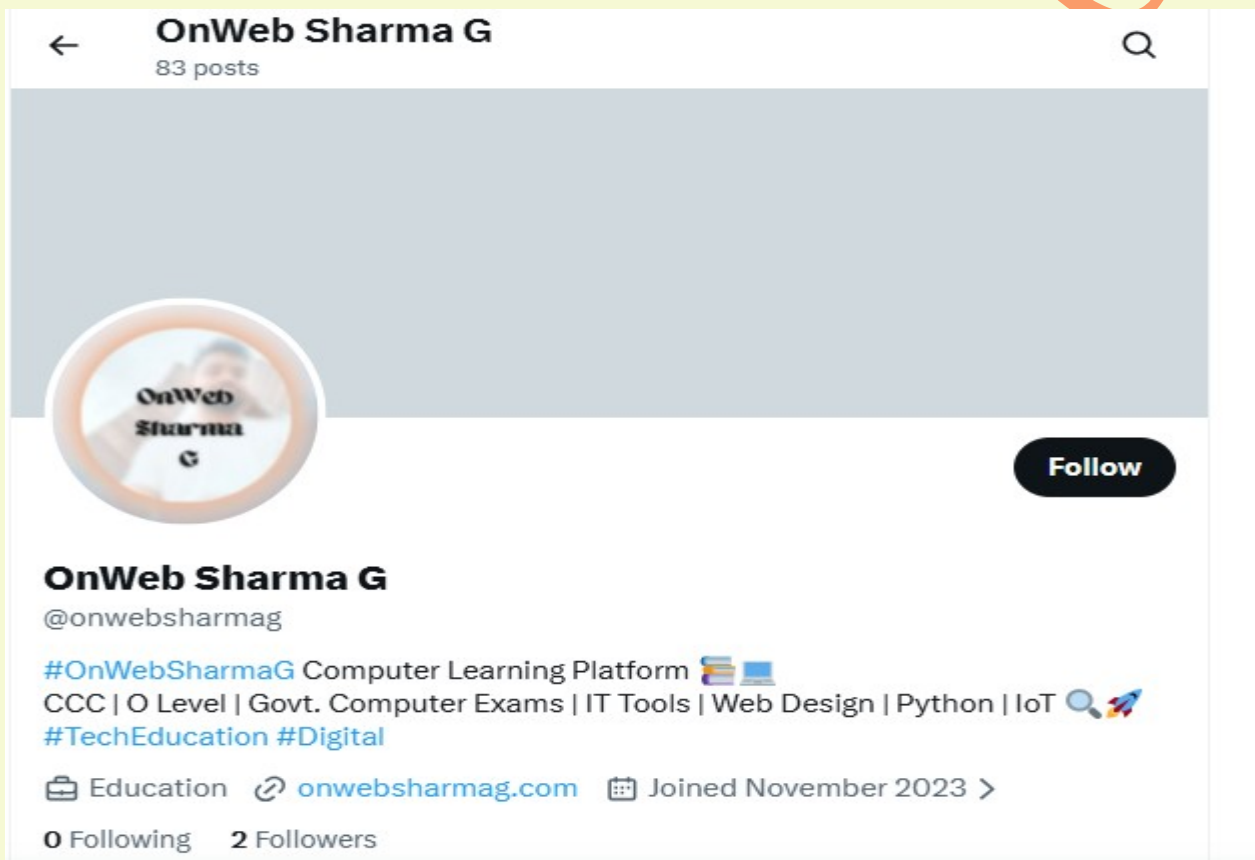 OnWeb Sharma G
83 posts
OnWeb
Sharma
G
Follow
OnWeb Sharma G
@onwebsharmag
#OnWebSharmaG Computer Learning Platform 📚💻
CCC | O Level | Govt. Computer Exams | IT Tools | Web Design | Python | IoT 🔍🚀
#TechEducation #Digital
Education onwebsharmag.com Joined November 2023 >
0 Following 2 Followers